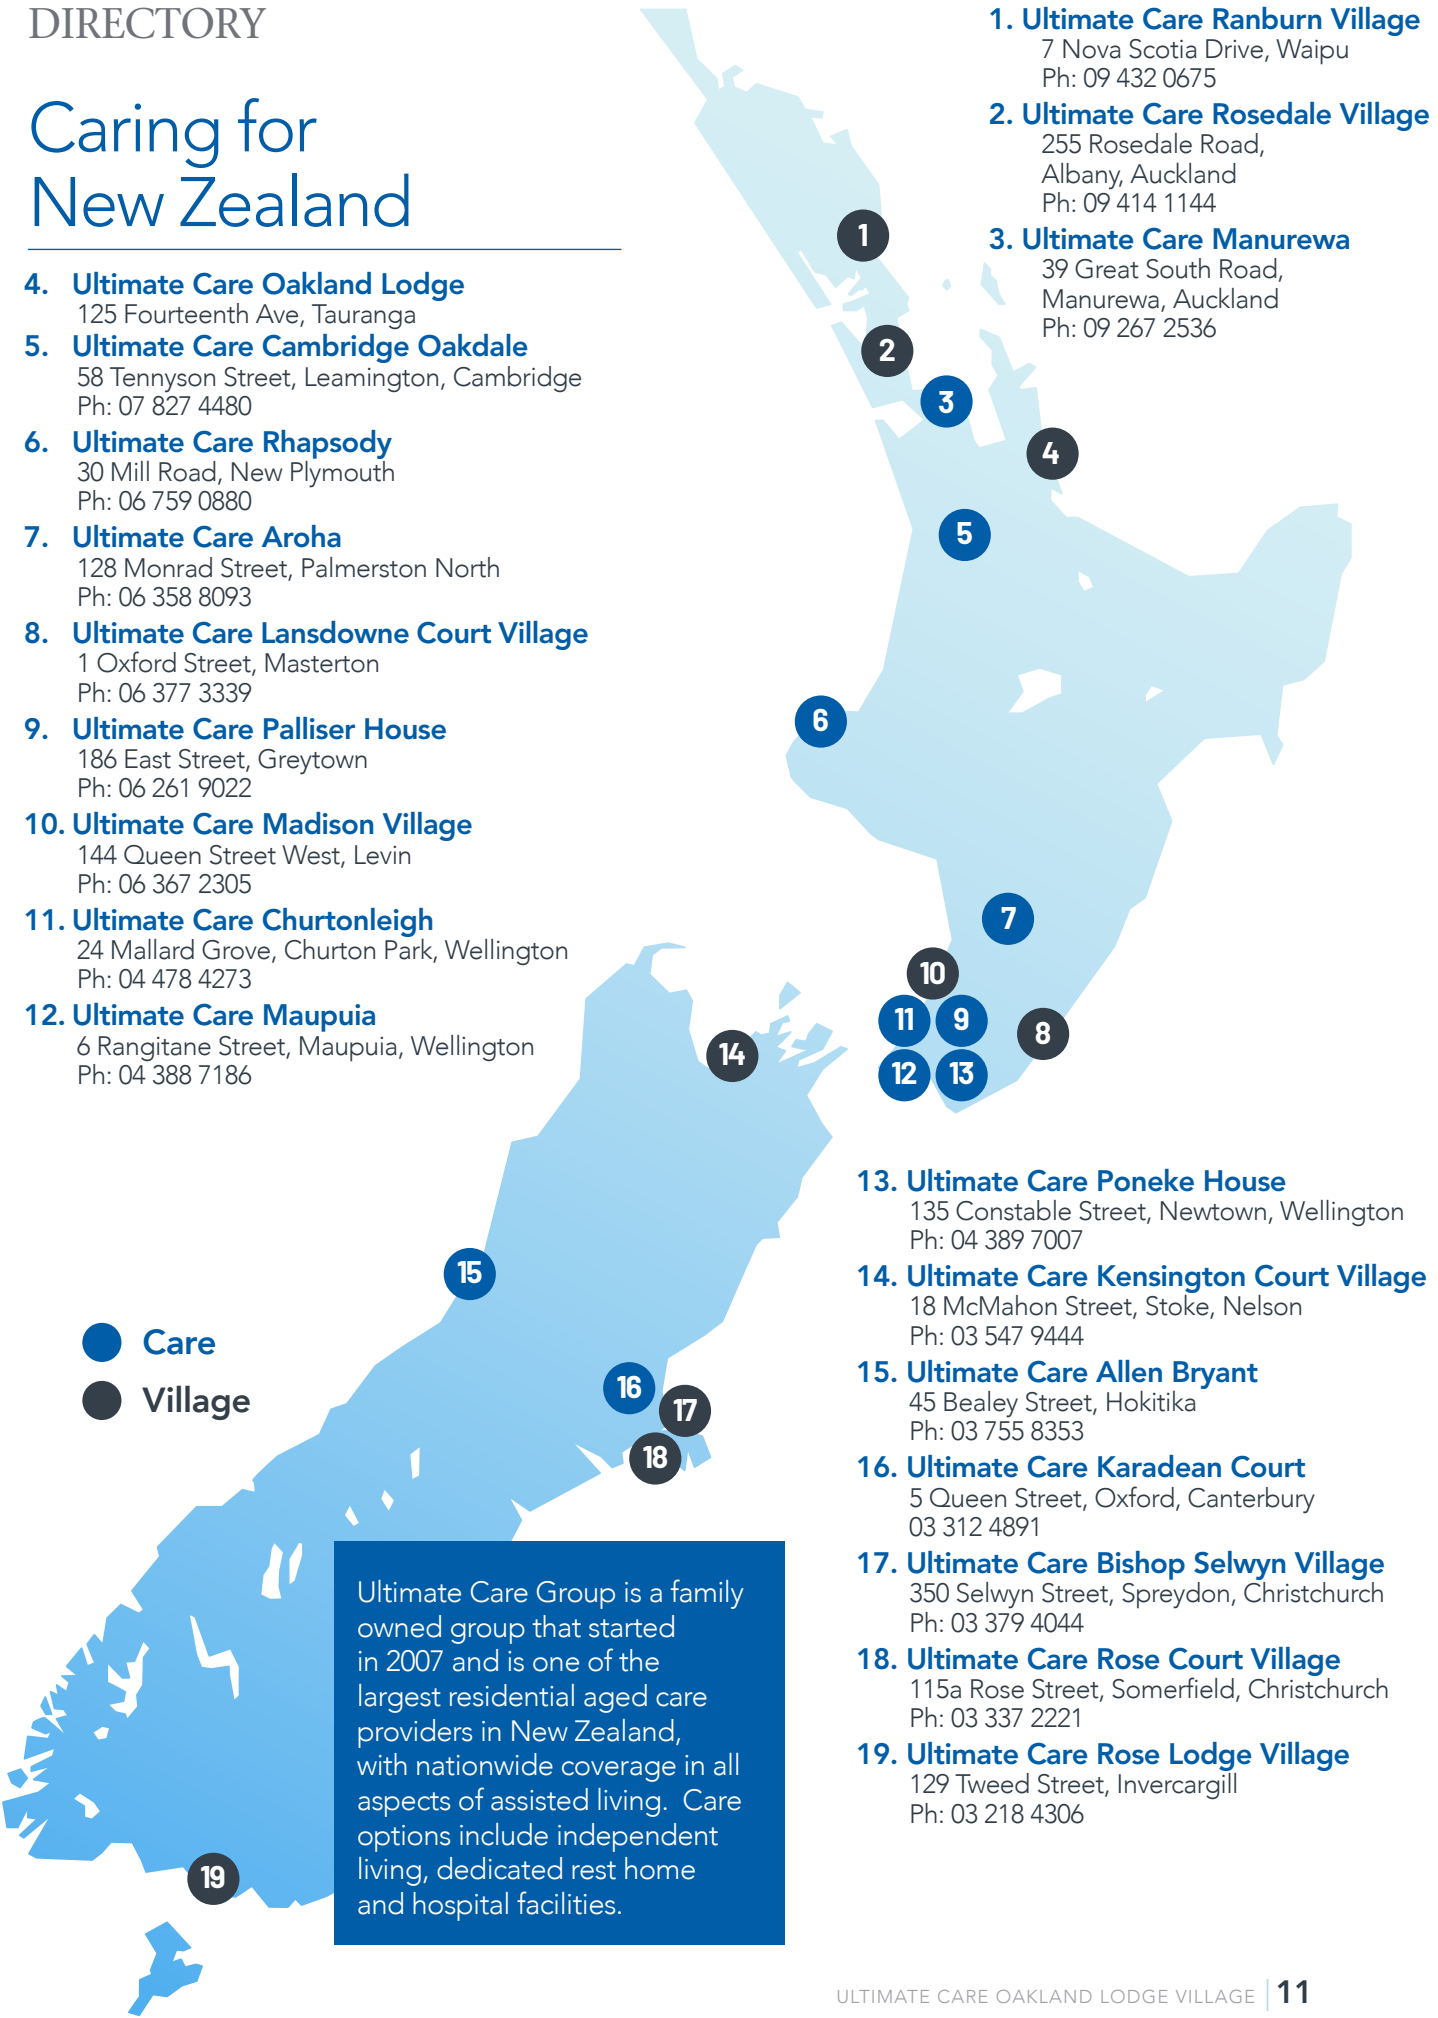 DIRECTORY
Caring for
New Zealand
1. Ultimate Care Ranburn Village
7 Nova Scotia Drive, Waipu
Ph: 09 432 0675
2. Ultimate Care Rosedale Village
255 Rosedale Road,
Albany, Auckland
Ph: 09 414 1144
3. Ultimate Care Manurewa
39 Great South Road,
Manurewa, Auckland
Ph: 09 267 2536
4. Ultimate Care Oakland Lodge
125 Fourteenth Ave, Tauranga
5. Ultimate Care Cambridge Oakdale
58 Tennyson Street, Leamington, Cambridge
Ph: 07 827 4480
6. Ultimate Care Rhapsody
30 Mill Road, New Plymouth
Ph: 06 759 0880
7. Ultimate Care Aroha
128 Monrad Street, Palmerston North
Ph: 06 358 8093
8. Ultimate Care Lansdowne Court Village
1 Oxford Street, Masterton
Ph: 06 377 3339
9. Ultimate Care Palliser House
186 East Street, Greytown
Ph: 06 261 9022
10. Ultimate Care Madison Village
144 Queen Street West, Levin
Ph: 06 367 2305
11. Ultimate Care Churtonleigh
24 Mallard Grove, Churton Park, Wellington
Ph: 04 478 4273
12. Ultimate Care Maupuia
6 Rangitane Street, Maupuia, Wellington
Ph: 04 388 7186
1
2
3
4
5
6
7
10
11
9
8
12
13
14
15
16
17
18
19
Care
Village
13. Ultimate Care Poneke House
135 Constable Street, Newtown, Wellington
Ph: 04 389 7007
14. Ultimate Care Kensington Court Village
18 McMahon Street, Stoke, Nelson
Ph: 03 547 9444
15. Ultimate Care Allen Bryant
45 Bealey Street, Hokitika
Ph: 03 755 8353
16. Ultimate Care Karadean Court
5 Queen Street, Oxford, Canterbury
03 312 4891
17. Ultimate Care Bishop Selwyn Village
350 Selwyn Street, Spreydon, Christchurch
Ph: 03 379 4044
18. Ultimate Care Rose Court Village
115a Rose Street, Somerfield, Christchurch
Ph: 03 337 2221
19. Ultimate Care Rose Lodge Village
129 Tweed Street, Invercargill
Ph: 03 218 4306
Ultimate Care Group is a family
owned group that started
in 2007 and is one of the
largest residential aged care
providers in New Zealand,
with nationwide coverage in all
aspects of assisted living. Care
options include independent
living, dedicated rest home
and hospital facilities.
ULTIMATE CARE OAKLAND LODGE VILLAGE 11